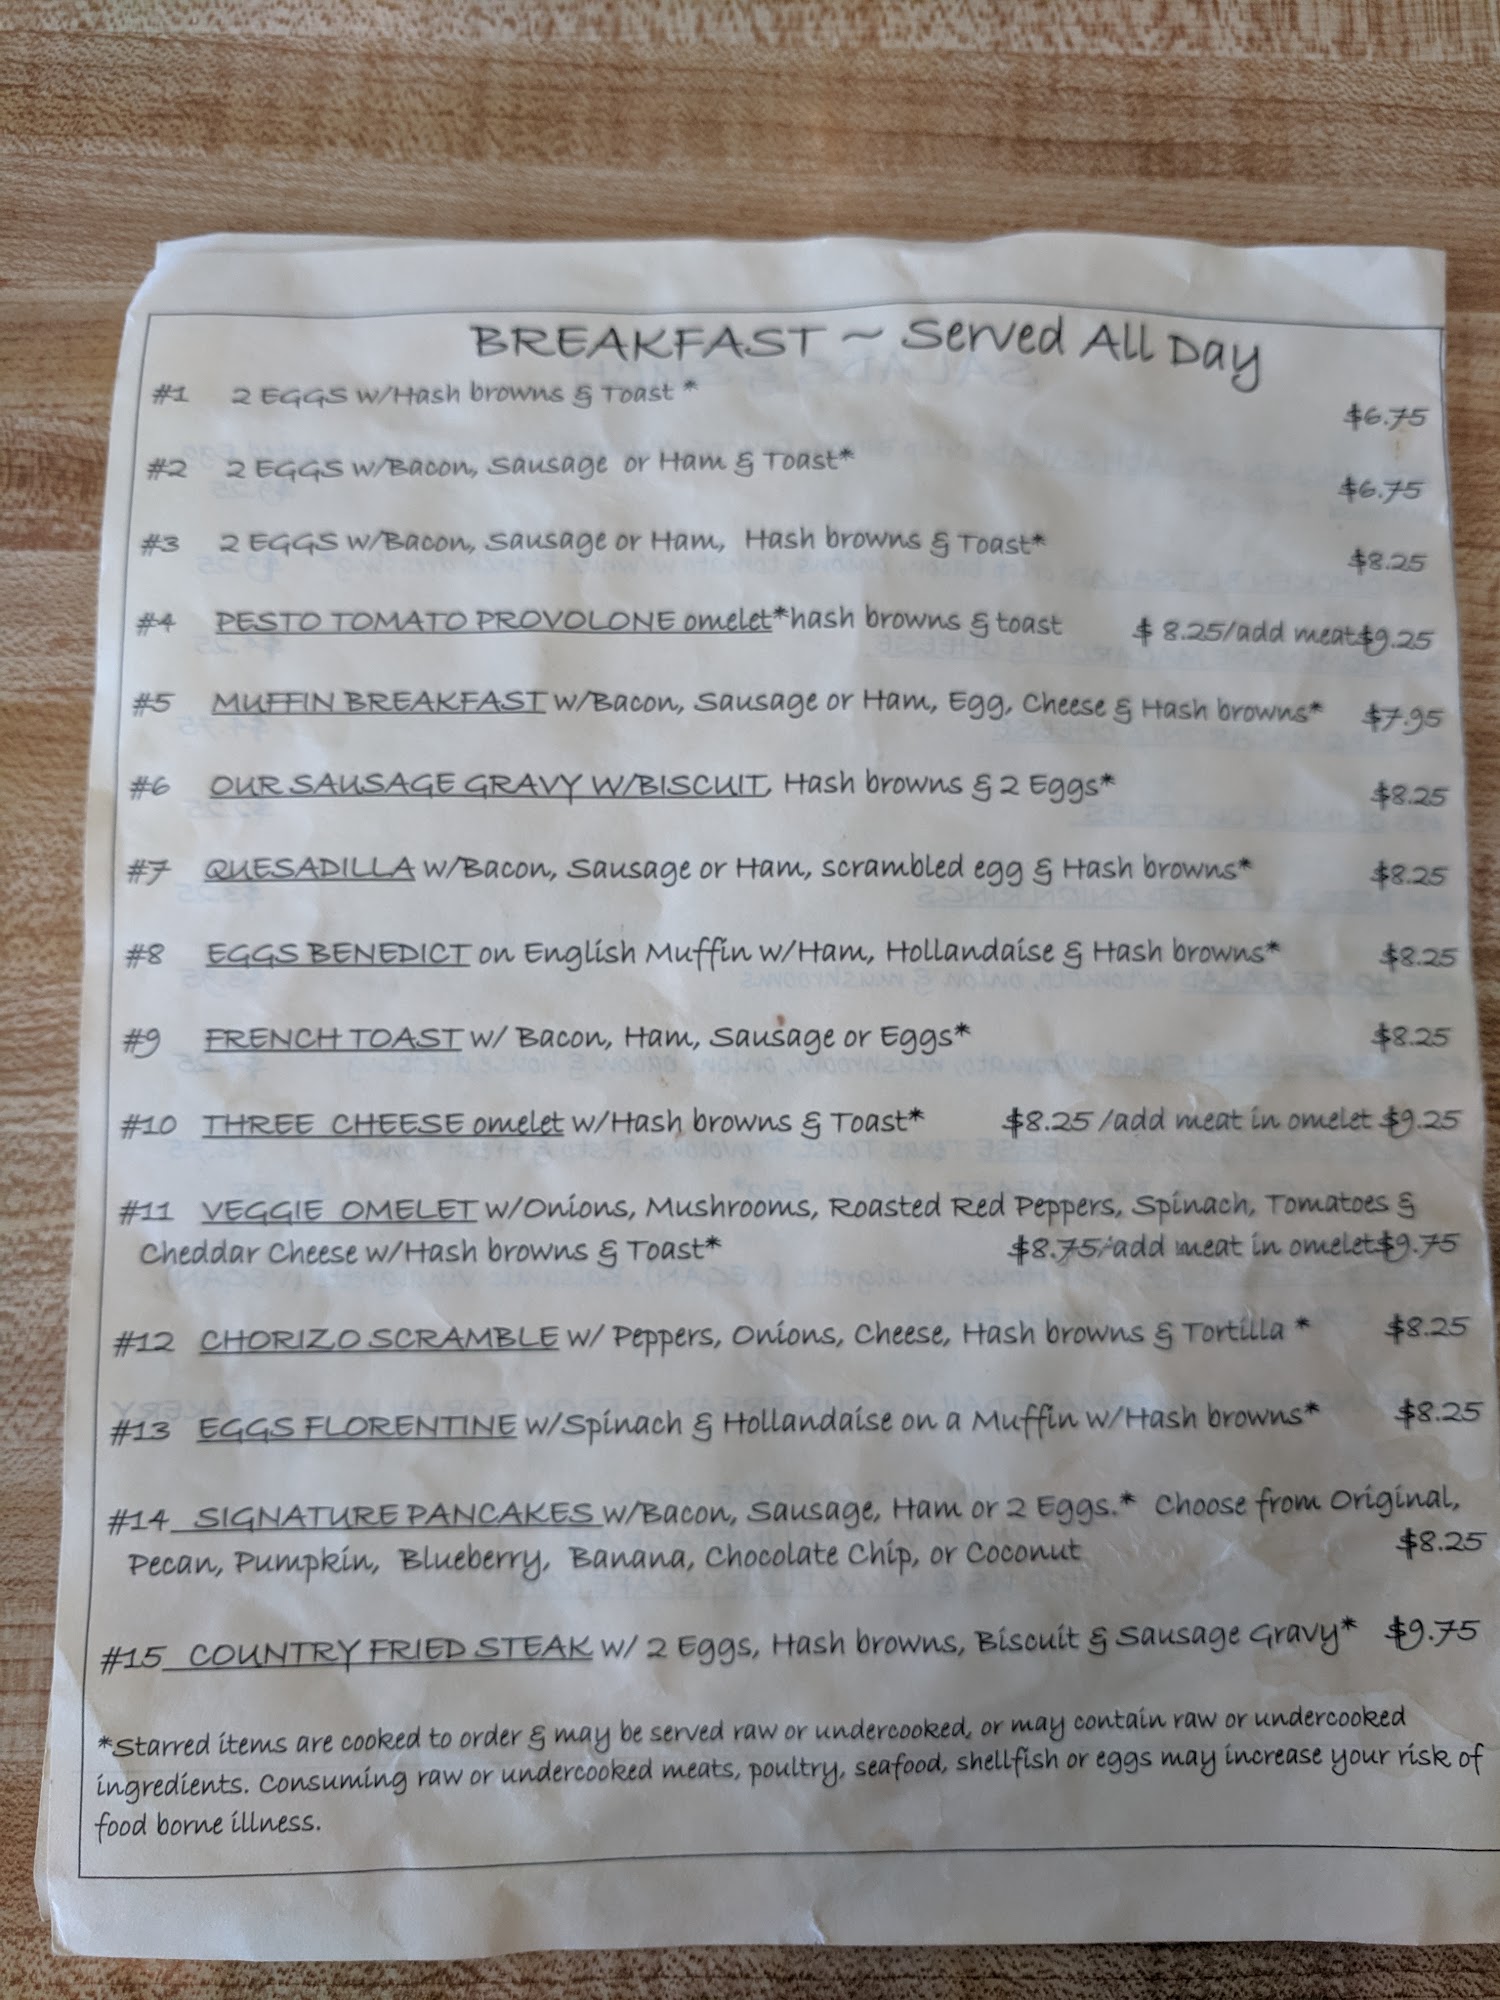 BREAKFAST ~ Served All Day
#1 2 EGGS w/Hash browns & Toast * $6.75
#2 2 EGGS w/Bacon, Sausage or Ham & Toast* $6.75
#3 2 EGGS w/Bacon, Sausage or Ham, Hash browns & Toast* $8.25
#4 PESTO TOMATO PROVOLONE omelet*hash browns & toast $ 8.25/add meat$9.25
#5 MUFFIN BREAKFAST w/Bacon, Sausage or Ham, Egg, Cheese & Hash browns* $7.95
#6 OUR SAUSAGE GRAVY W/BISCUIT, Hash browns & 2 Eggs* $8.25
#7 QUESADILLA w/Bacon, Sausage or Ham, scrambled egg & Hash browns* $8.25
#8 EGGS BENEDICT on English Muffin w/Ham, Hollandaise & Hash browns* $8.25
#9 FRENCH TOAST w/ Bacon, Ham, Sausage or Eggs* $8.25
#10 THREE CHEESE omelet w/Hash browns & Toast* $8.25 /add meat in omelet $9.25
#11 VEGGIE OMELET w/Onions, Mushrooms, Roasted Red Peppers, Spinach, Tomatoes &
Cheddar Cheese w/Hash browns & Toast* $8.75/add meat in omelet$9.75
#12 CHORIZO SCRAMBLE w/ Peppers, Onions, Cheese, Hash browns & Tortilla * $8.25
#13 EGGS FLORENTINE w/Spinach & Hollandaise on a Muffin w/Hash browns* $8.25
#14 SIGNATURE PANCAKES w/Bacon, Sausage, Ham or 2 Eggs.* Choose from Original,
Pecan, Pumpkin, Blueberry, Banana, Chocolate Chip, or Coconut $8.25
#15 COUNTRY FRIED STEAK w/ 2 Eggs, Hash browns, Biscuit & Sausage Gravy* $9.75
*Starred items are cooked to order & may be served raw or undercooked, or may contain raw or undercooked
ingredients. Consuming raw or undercooked meats, poultry, seafood, shellfish or eggs may increase your risk of
food borne illness.